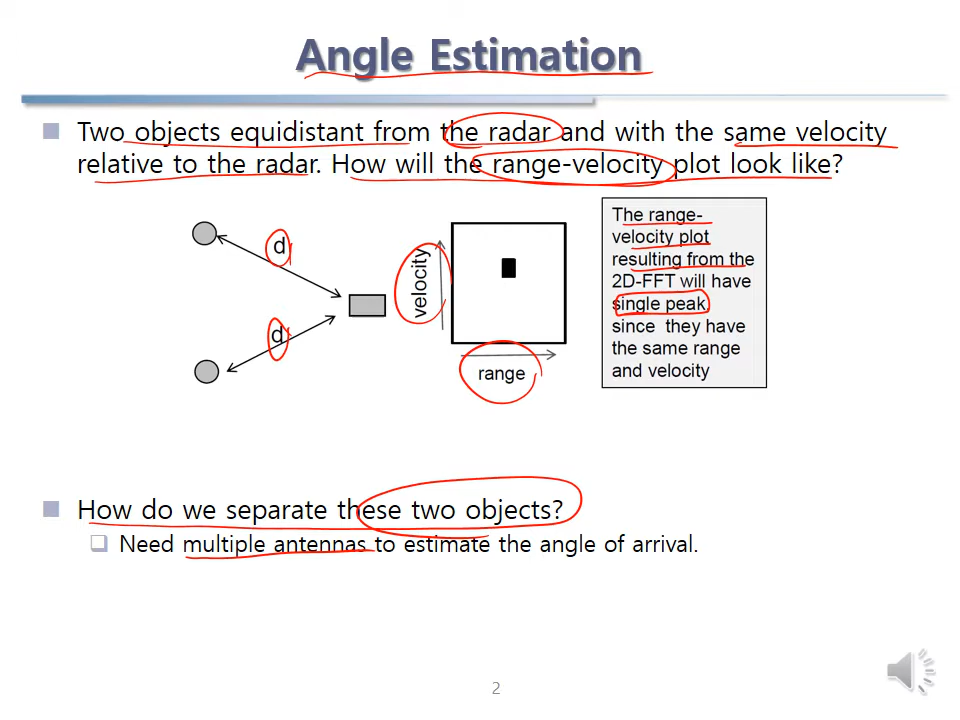 Angle Estimation
Two objects equidistant from the radar and with the same velocity
relative to the radar. How will the range-velocity plot look like?
d
d
velocity
range
The range-
velocity plot
resulting from the
2D-FFT will have
single peak,
since they have
the same range
and velocity
How do we separate these two objects?
Need multiple antennas to estimate the angle of arrival.
2